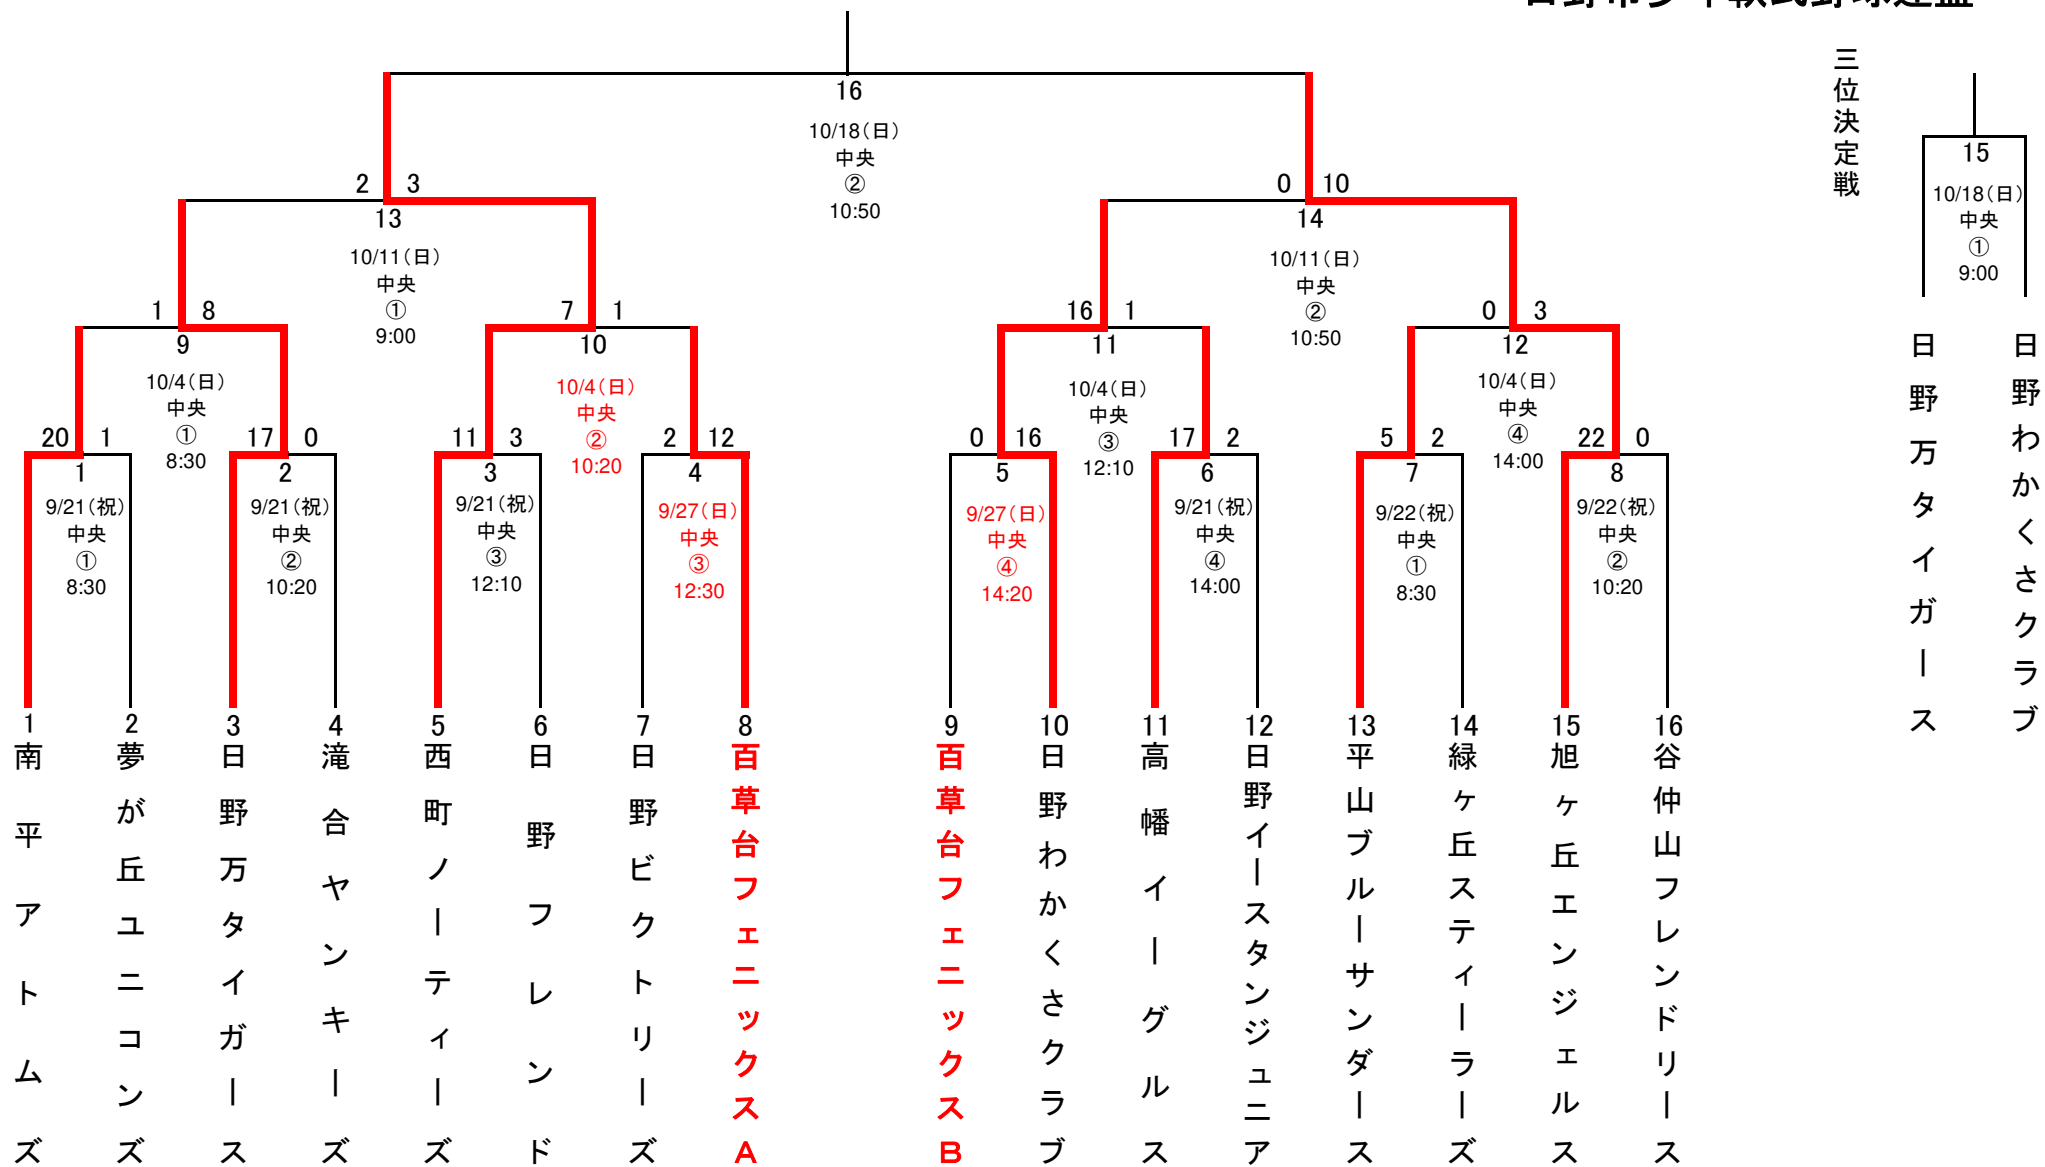 16
10/18(日)
中央
②
10:50
2 3
13
10/11(日)
中央
①
9:00
0 10
14
10/11(日)
中央
②
10:50
1 8
9
10/4(日)
中央
①
8:30
7 1
10
10/4(日)
中央
②
10:20
16 1
11
10/4(日)
中央
③
12:10
0 3
12
10/4(日)
中央
④
14:00
20 1
1
9/21(祝)
中央
①
8:30
17 0
2
9/21(祝)
中央
②
10:20
11 3
3
9/21(祝)
中央
③
12:10
2 12
4
9/27(日)
中央
③
12:30
0 16
5
9/27(日)
中央
④
14:20
17 2
6
9/21(祝)
中央
④
14:00
5 2
7
9/22(祝)
中央
①
8:30
22 0
8
9/22(祝)
中央
②
10:20
1
南平アトムズ
2
夢が丘ユニコンズ
3
日野万タイガース
4
滝合ヤンキーズ
5
西町ノーティーズ
6
日野フレンド
7
日野ビクトリーズ
8
百草台フェニックスA
9
百草台フェニックスB
10
日野わかくさクラブ
11
高幡イーグルス
12
日野イースタンジュニア
13
平山ブルーサンダース
14
緑ヶ丘スティーラーズ
15
旭ヶ丘エンジェルス
16
谷仲山フレンドリース
三位決定戦
15
10/18(日)
中央
①
9:00
日野万タイガース
日野わかくさクラブ